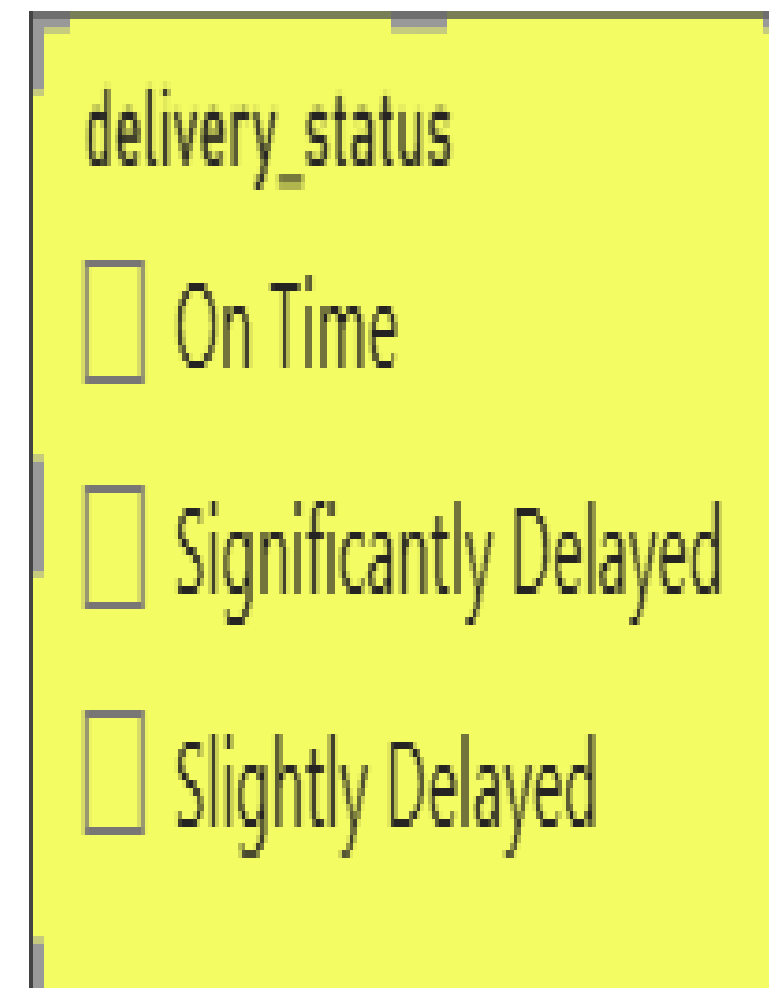 delivery_status
On Time
Significantly Delayed
Slightly Delayed